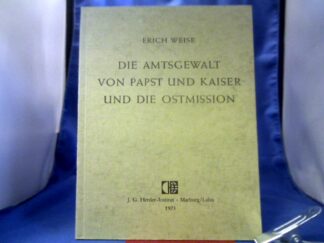 ERICH WEISE
DIE AMTSGEWALT
VON PAPST UND KAISER
UND DIE OSTMISSION
J. G. Herder-Institut - Marburg/Lahn
1971